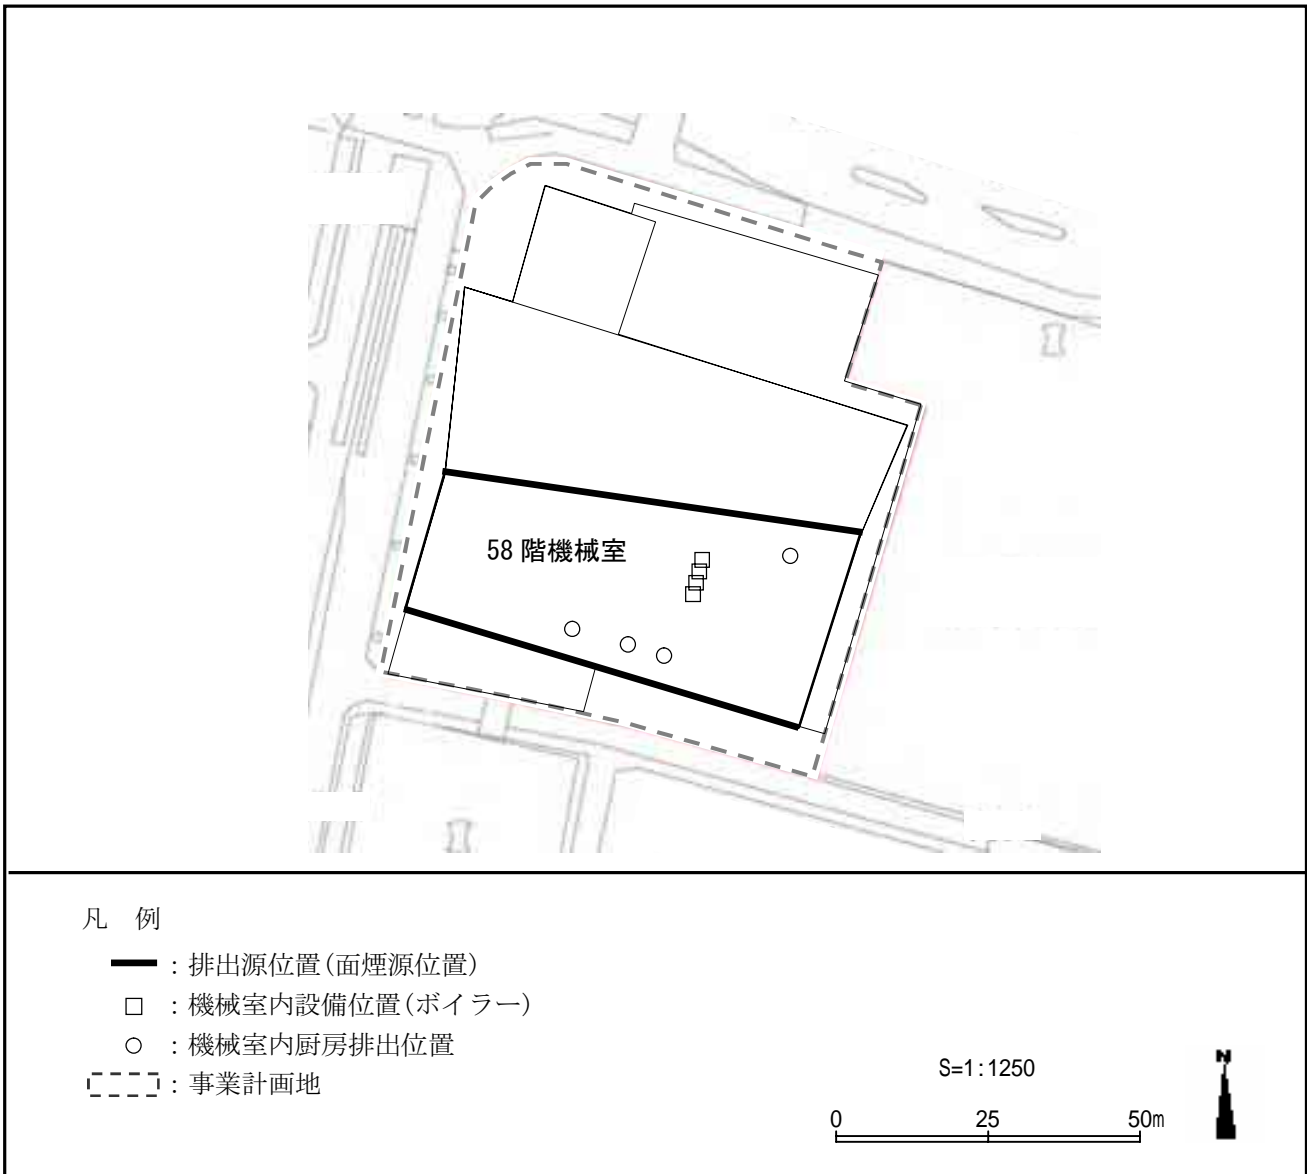 58 階機械室
凡 例
：排出源位置(面煙源位置)
：機械室内設備位置(ボイラー)
：機械室内厨房排出位置
：事業計画地
S=1:1250
0 25 50m
N